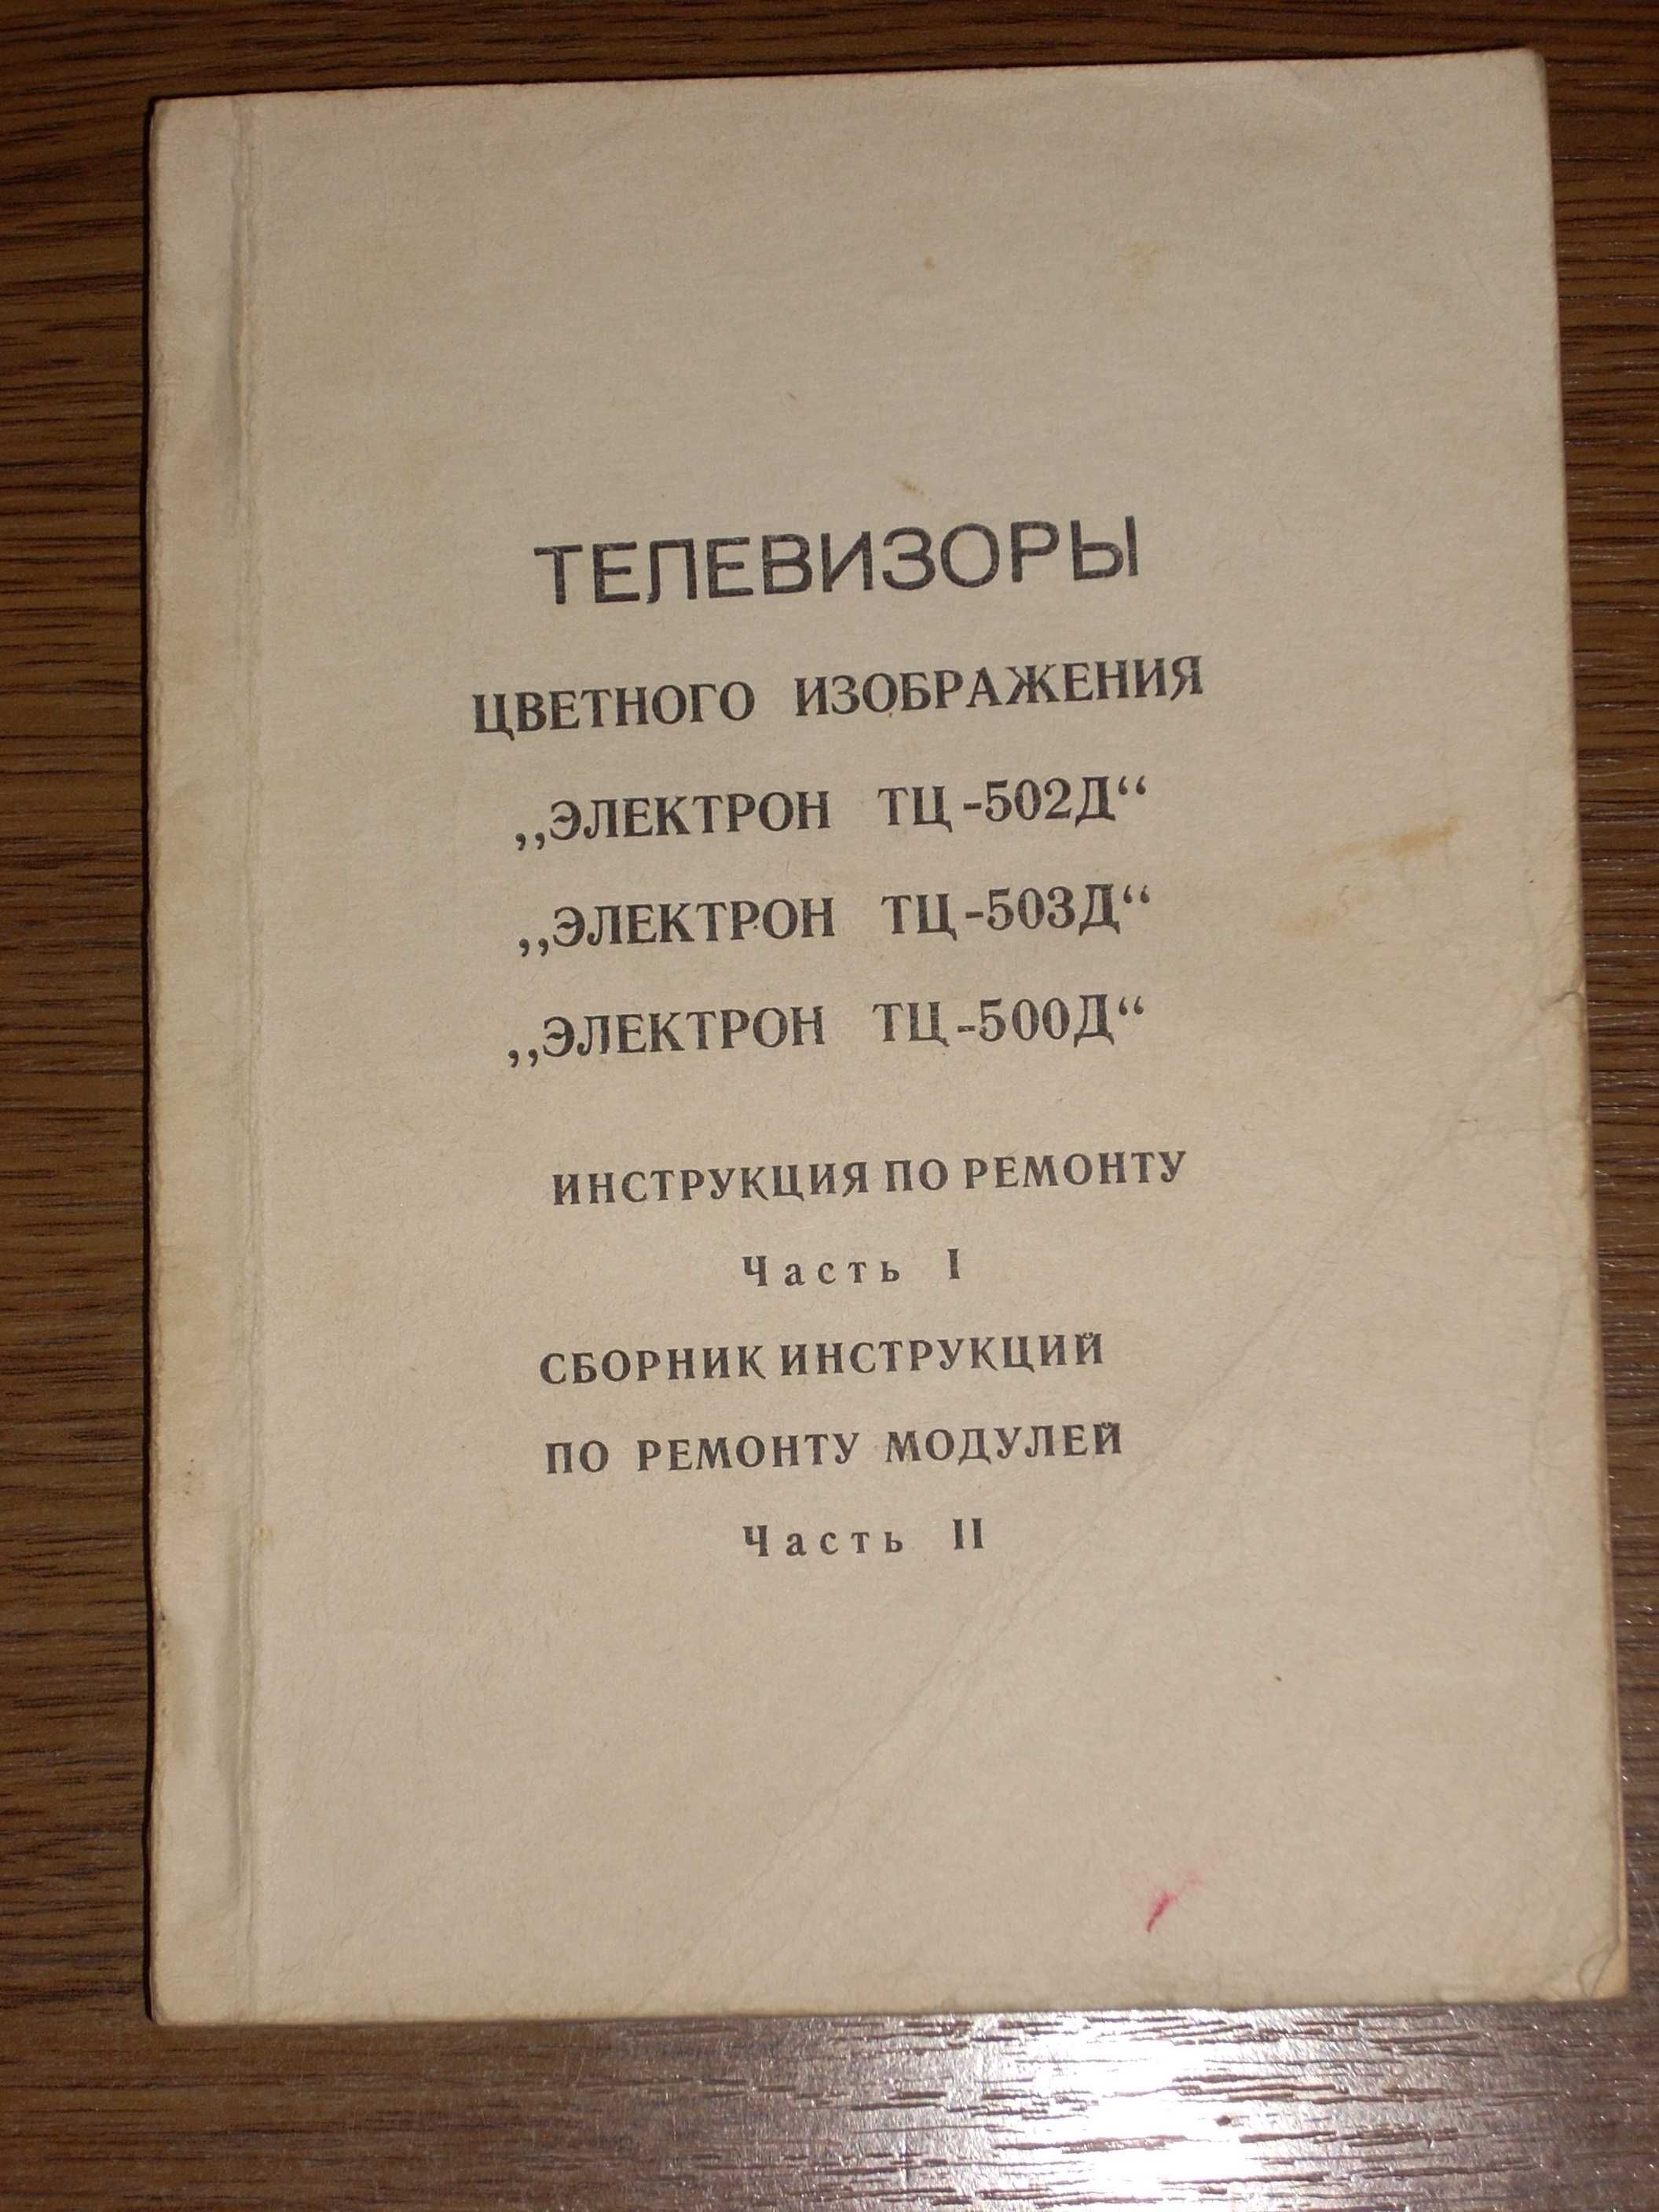 ТЕЛЕВИЗОРЫ
ЦВЕТНОГО ИЗОБРАЖЕНИЯ
„ЭЛЕКТРОН ТЦ-502Д“
„ЭЛЕКТРОН ТЦ-503Д“
„ЭЛЕКТРОН ТЦ-500Д“
ИНСТРУКЦИЯ ПО РЕМОНТУ
Часть I
СБОРНИК ИНСТРУКЦИЙ
ПО РЕМОНТУ МОДУЛЕЙ
Часть II